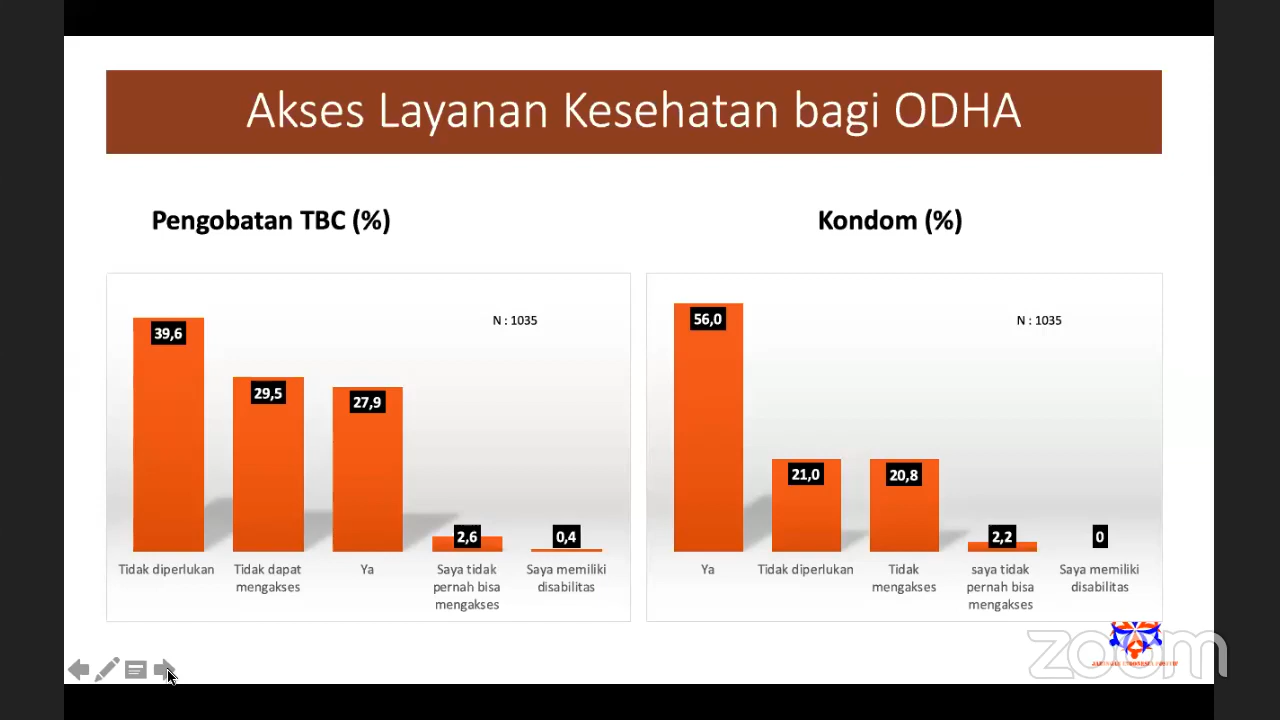 Akses Layanan Kesehatan bagi ODHA
Pengobatan TBC (%)
N : 1035
39,6
29,5
27,9
2,6
0,4
Tidak diperlukan
Tidak dapat
mengakses
Ya
Saya tidak
pernah bisa
mengakses
Saya memiliki
disabilitas
Kondom (%)
N : 1035
56,0
21,0
20,8
2,2
0
Ya
Tidak diperlukan
Tidak
mengakses
saya tidak
pernah bisa
mengakses
Saya memiliki
disabilitas
zoom